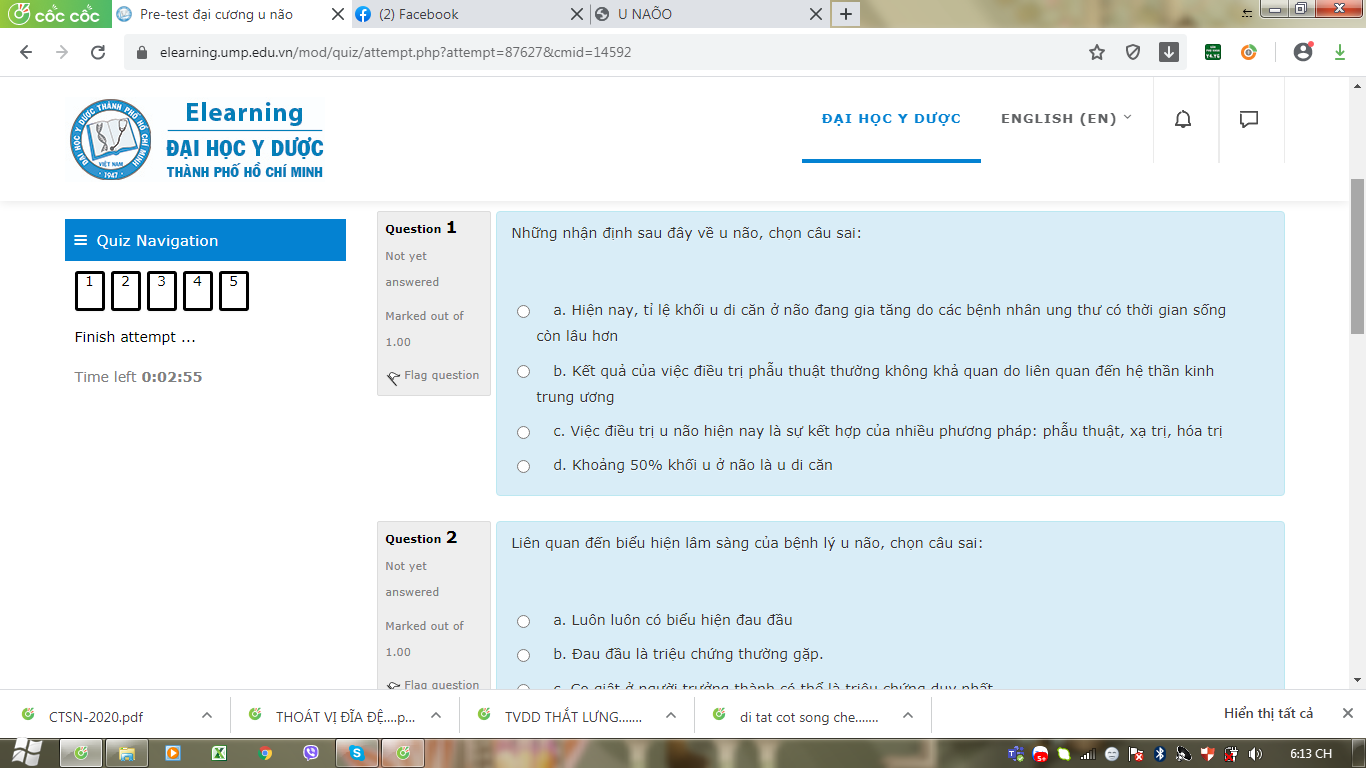 cốc cốc
Pre-test đại cương u não
(2) Facebook
U NAÕO
elearning.ump.edu.vn/mod/quiz/attempt.php?attempt=87627&cmid=14592
ĐẠI HỌC Y DƯỢC THÀNH PHỐ HỒ CHÍ MINH
VIỆT NAM
1947
Elearning
ĐẠI HỌC Y DƯỢC
THÀNH PHỐ HỒ CHÍ MINH
ĐẠI HỌC Y DƯỢC
ENGLISH (EN)
Quiz Navigation
1 2 3 4 5
Finish attempt ...
Time left 0:02:55
Question 1
Not yet
answered
Marked out of
1.00
Flag question
Những nhận định sau đây về u não, chọn câu sai:
a. Hiện nay, tỉ lệ khối u di căn ở não đang gia tăng do các bệnh nhân ung thư có thời gian sống
còn lâu hơn
b. Kết quả của việc điều trị phẫu thuật thường không khả quan do liên quan đến hệ thần kinh
trung ương
c. Việc điều trị u não hiện nay là sự kết hợp của nhiều phương pháp: phẫu thuật, xạ trị, hóa trị
d. Khoảng 50% khối u ở não là u di căn
Question 2
Not yet
answered
Marked out of
1.00
Flag question
Liên quan đến biểu hiện lâm sàng của bệnh lý u não, chọn câu sai:
a. Luôn luôn có biểu hiện đau đầu
b. Đau đầu là triệu chứng thường gặp.
c. Co giật ở người trưởng thành có thể là triệu chứng duy nhất
CTSN-2020.pdf
THOÁT VỊ ĐĨA ĐỆ....p...
TVDD THẮT LƯNG.......
di tat cot song che.......
Hiển thị tất cả
6:13 CH